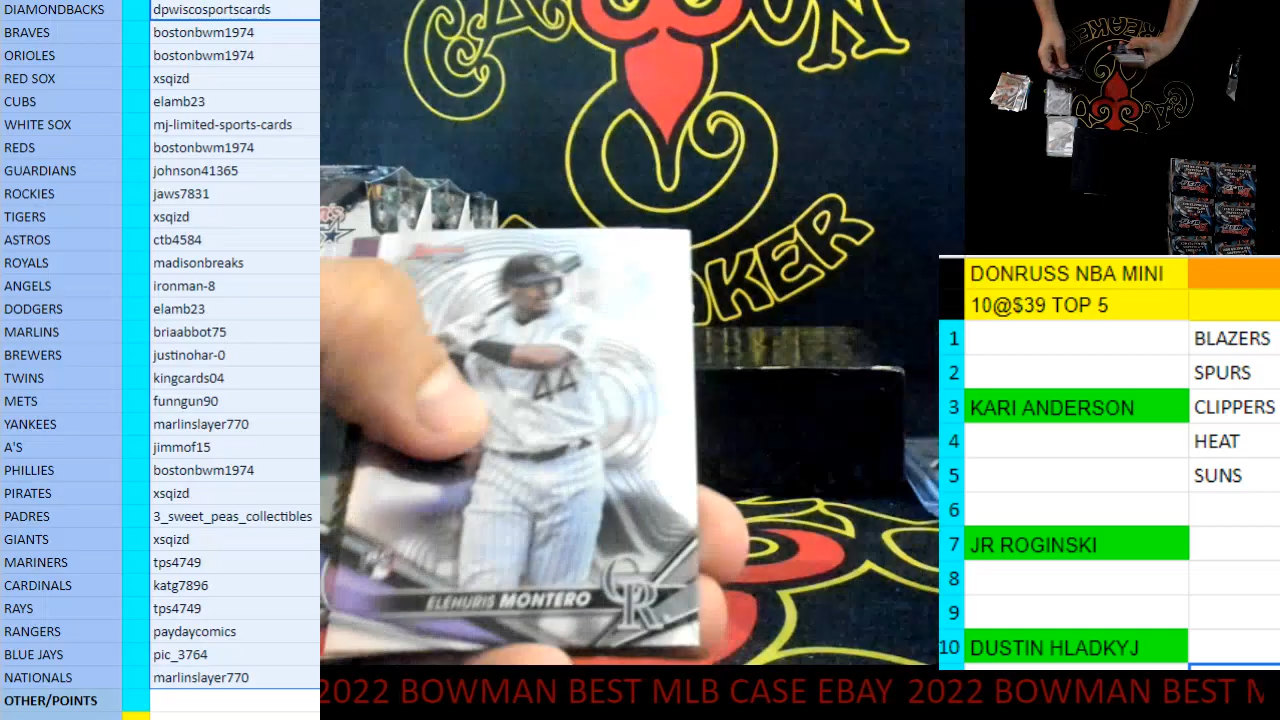 DIAMONDBACKS dpwiscosportscards
BRAVES bostonbwm1974
ORIOLES bostonbwm1974
RED SOX xsqizd
CUBS elamb23
WHITE SOX mj-limited-sports-cards
REDS bostonbwm1974
GUARDIANS johnson41365
ROCKIES jaws7831
TIGERS xsqizd
ASTROS ctb4584
ROYALS madisonbreaks
ANGELS ironman-8
DODGERS elamb23
MARLINS briaabbot75
BREWERS justinohar-0
TWINS kingcards04
METS funngun90
YANKEES marlinslayer770
A'S jimmof15
PHILLIES bostonbwm1974
PIRATES xsqizd
PADRES 3_sweet_peas_collectibles
GIANTS xsqizd
MARINERS tps4749
CARDINALS katg7896
RAYS tps4749
RANGERS paydaycomics
BLUE JAYS pic_3764
NATIONALS marlinslayer770
OTHER/POINTS
44
ELEHURIS MONTERO
CR
DONRUSS NBA MINI
10@$39 TOP 5
1 BLAZERS
2 SPURS
3 KARI ANDERSON CLIPPERS
4 HEAT
5 SUNS
6
7 JR ROGINSKI
8
9
10 DUSTIN HLADKYJ
2022 BOWMAN BEST MLB CASE EBAY 2022 BOWMAN BEST